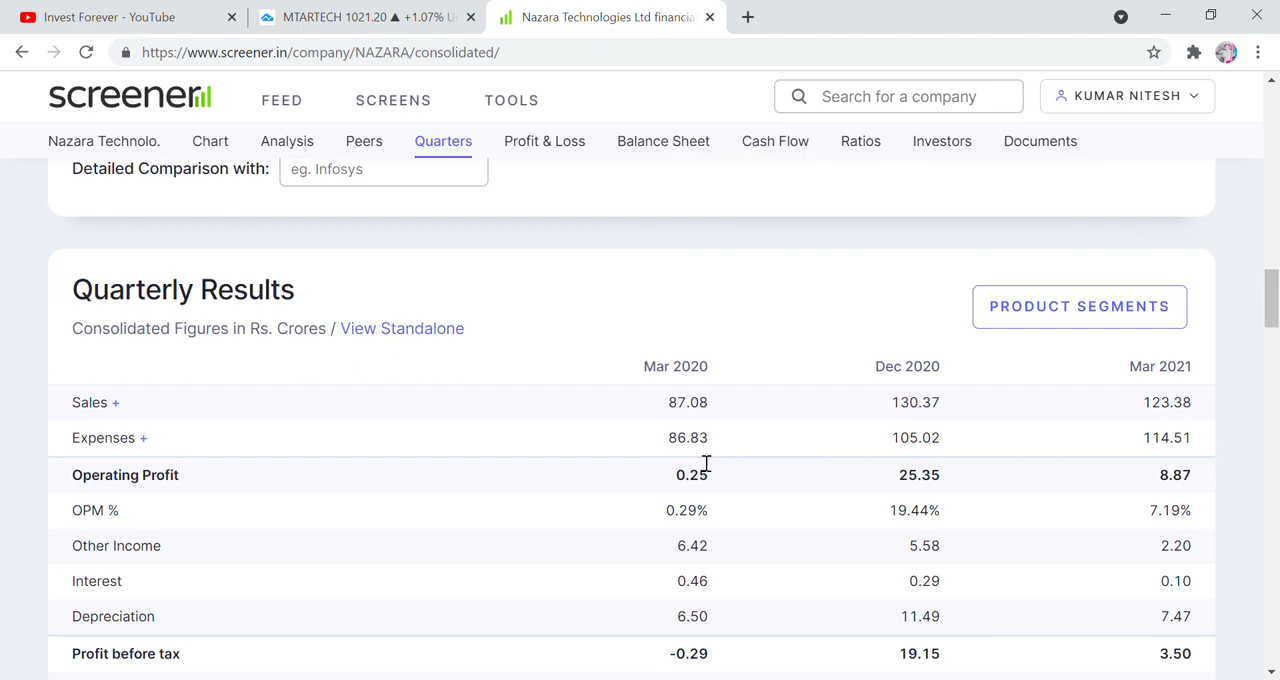 Invest Forever - YouTube
MTARTECH 1021.20 ▲ +1.07% U
Nazara Technologies Ltd financia
https://www.screener.in/company/NAZARA/consolidated/
screener
FEED SCREENS TOOLS
Search for a company
KUMAR NITESH
Nazara Technolo. Chart Analysis Peers Quarters Profit & Loss Balance Sheet Cash Flow Ratios Investors Documents
Detailed Comparison with: eg. Infosys
Quarterly Results
PRODUCT SEGMENTS
Consolidated Figures in Rs. Crores / View Standalone
Mar 2020 Dec 2020 Mar 2021
Sales + 87.08 130.37 123.38
Expenses + 86.83 105.02 114.51
Operating Profit 0.25 25.35 8.87
OPM % 0.29% 19.44% 7.19%
Other Income 6.42 5.58 2.20
Interest 0.46 0.29 0.10
Depreciation 6.50 11.49 7.47
Profit before tax -0.29 19.15 3.50